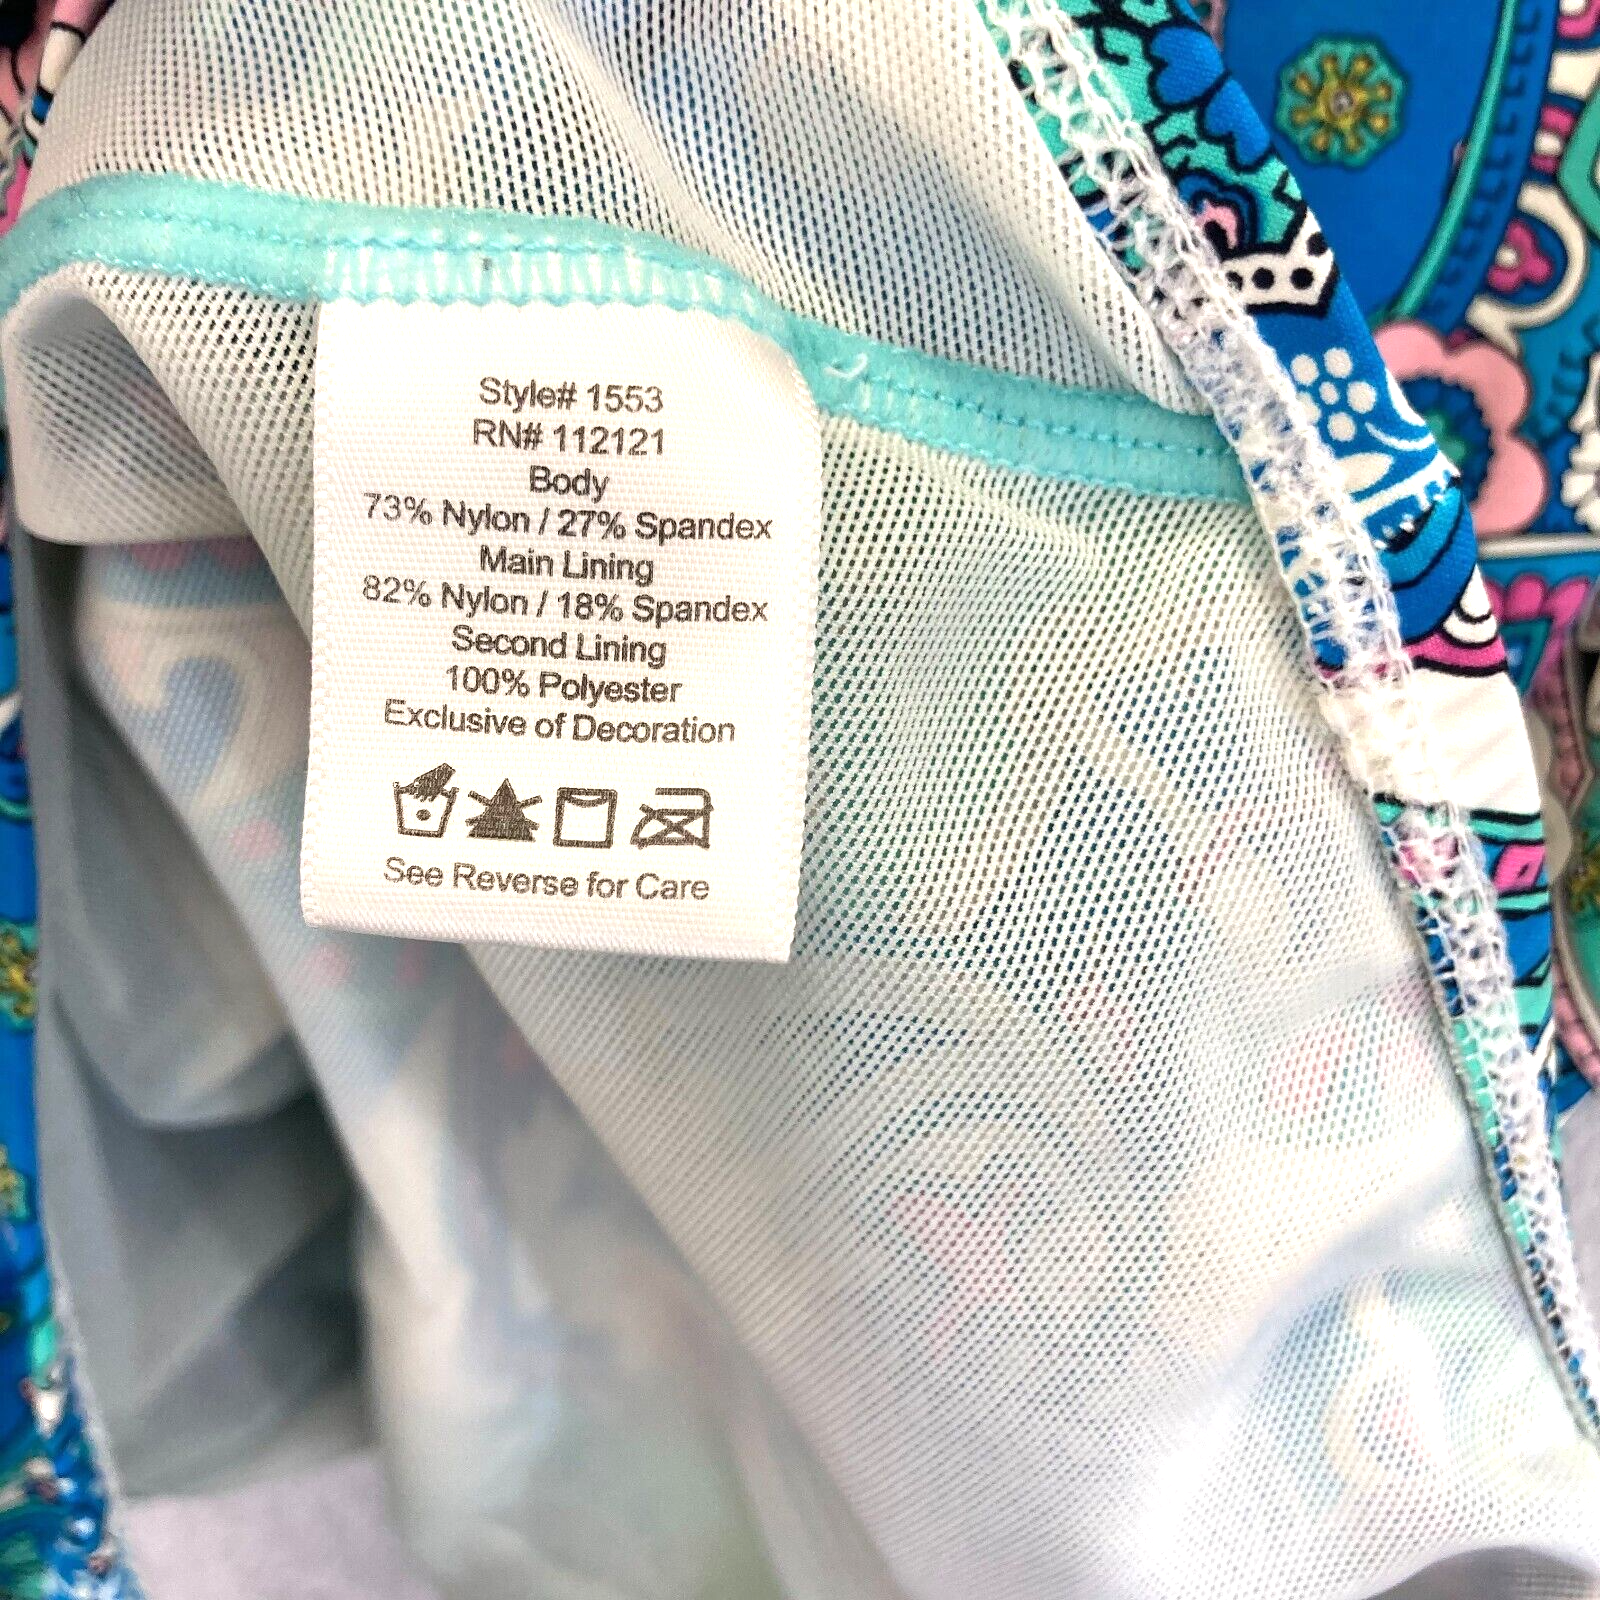 Style# 1553
RN# 112121
Body
73% Nylon / 27% Spandex
Main Lining
82% Nylon / 18% Spandex
Second Lining
100% Polyester
Exclusive of Decoration
See Reverse for Care